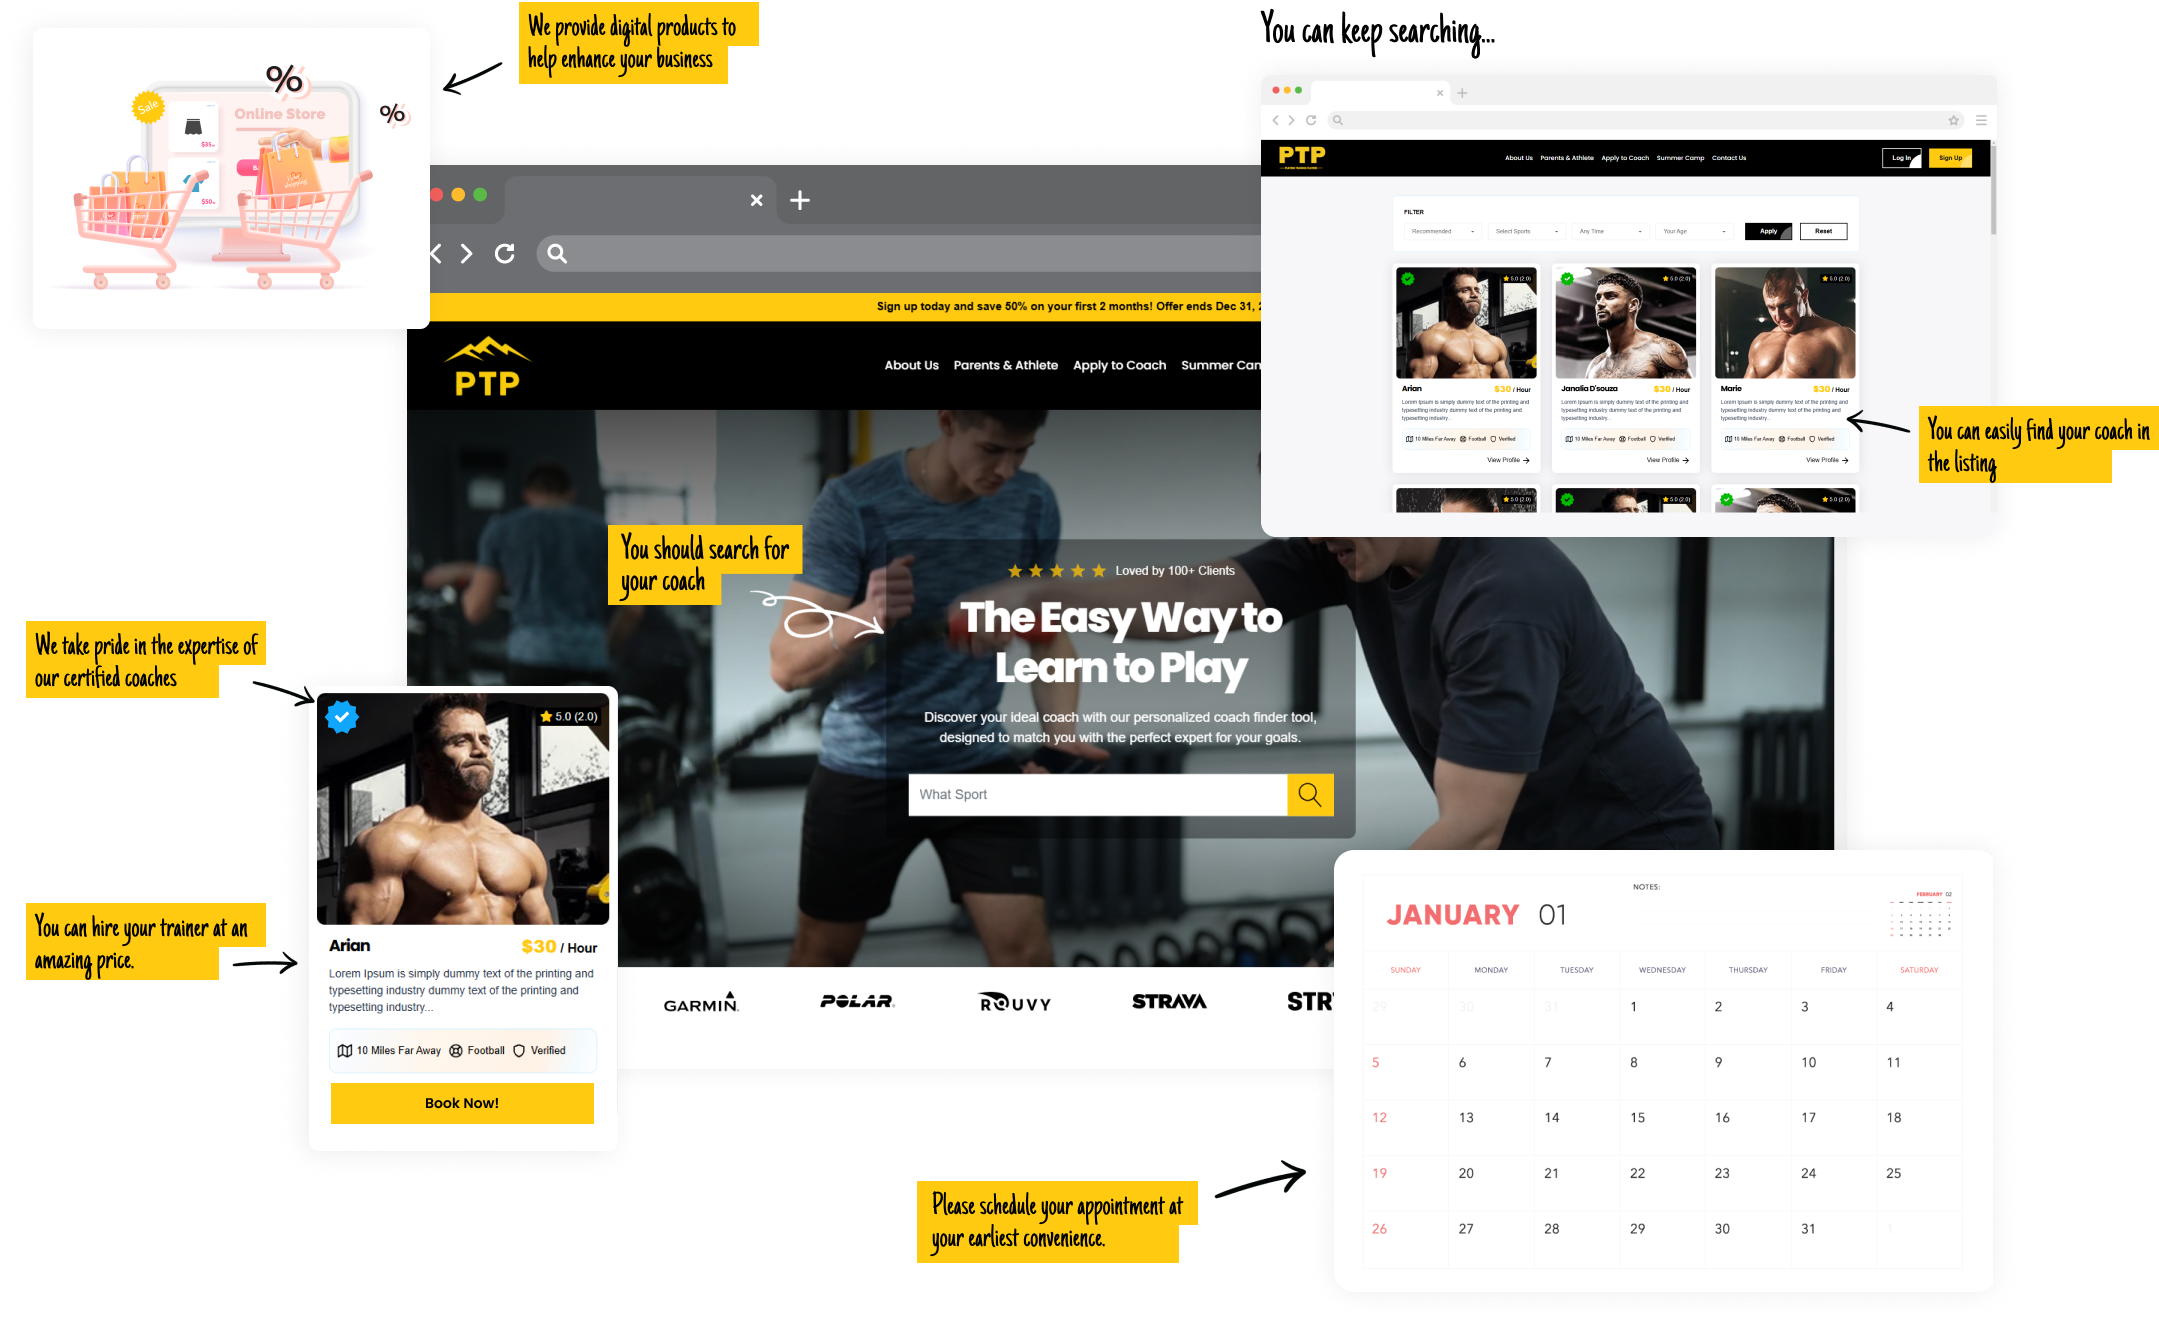 We provide digital products to
help enhance your business
You can keep searching...
%
%
Sale
Online Store
$35
$50
PTP
About Us Parents & Athlete Apply to Coach Summer Camp Contact Us
Log In
Sign Up
FILTER
Recommended
Select Sports
Any Time
Your Age
Apply
Reset
5.0 (2.0)
5.0 (2.0)
5.0 (2.0)
Arian $30 / Hour
Lorem Ipsum is simply dummy text of the printing and
typesetting industry dummy text of the printing and
typesetting industry...
10 Miles Far Away Football Verified
View Profile
Janalia D'souza $30 / Hour
Lorem Ipsum is simply dummy text of the printing and
typesetting industry dummy text of the printing and
typesetting industry...
10 Miles Far Away Football Verified
View Profile
Marie $30 / Hour
Lorem Ipsum is simply dummy text of the printing and
typesetting industry dummy text of the printing and
typesetting industry...
10 Miles Far Away Football Verified
View Profile
5.0 (2.0)
5.0 (2.0)
5.0 (2.0)
You can easily find your coach in
the listing
Sign up today and save 50% on your first 2 months! Offer ends Dec 31, 2
PTP
About Us Parents & Athlete Apply to Coach Summer Cam
You should search for
your coach
Loved by 100+ Clients
The Easy Way to
Learn to Play
Discover your ideal coach with our personalized coach finder tool,
designed to match you with the perfect expert for your goals.
What Sport
We take pride in the expertise of
our certified coaches
5.0 (2.0)
You can hire your trainer at an
amazing price.
Arian $30 / Hour
Lorem Ipsum is simply dummy text of the printing and
typesetting industry dummy text of the printing and
typesetting industry...
10 Miles Far Away Football Verified
Book Now!
GARMIN. POLAR. ROUVY STRAVA STR
Please schedule your appointment at
your earliest convenience.
NOTES:
JANUARY 01
FEBRUARY 02
SUNDAY MONDAY TUESDAY WEDNESDAY THURSDAY FRIDAY SATURDAY
29 30 31 1 2 3 4
5 6 7 8 9 10 11
12 13 14 15 16 17 18
19 20 21 22 23 24 25
26 27 28 29 30 31 1